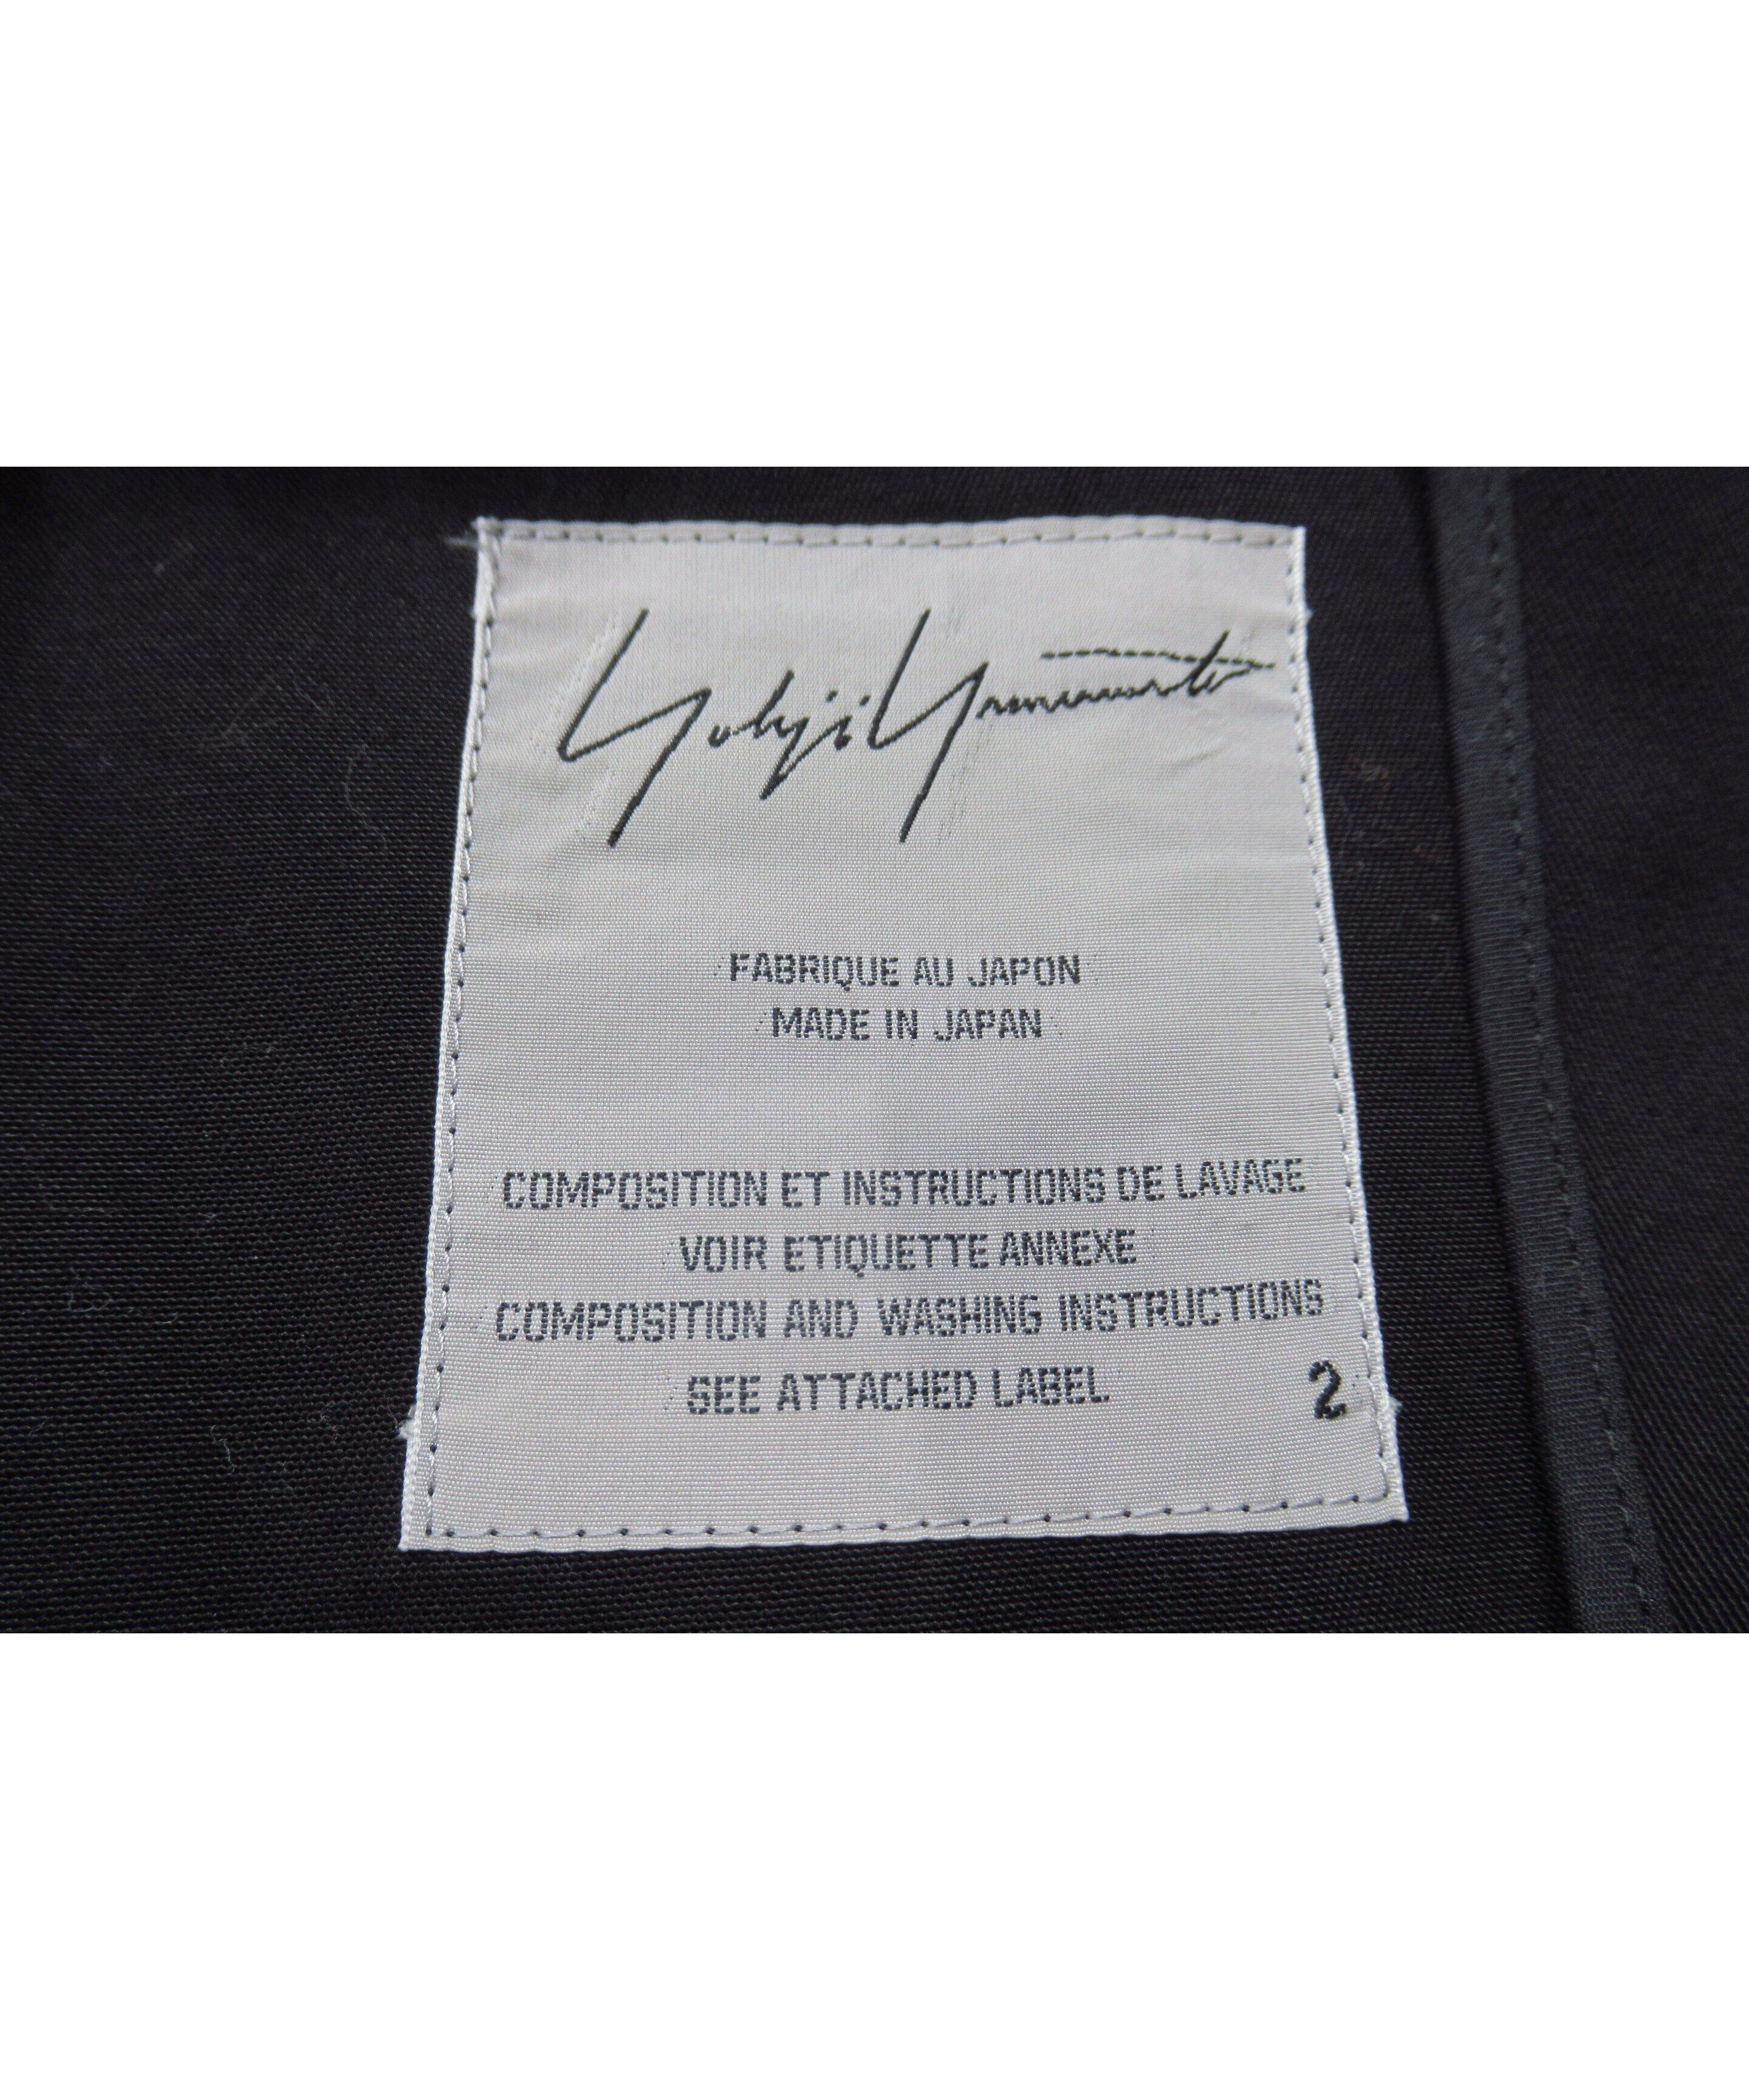 Yohji Yamamoto
FABRIQUE AU JAPON
MADE IN JAPAN
COMPOSITION ET INSTRUCTIONS DE LAVAGE
VOIR ETIQUETTE ANNEXE
COMPOSITION AND WASHING INSTRUCTIONS
SEE ATTACHED LABEL 2